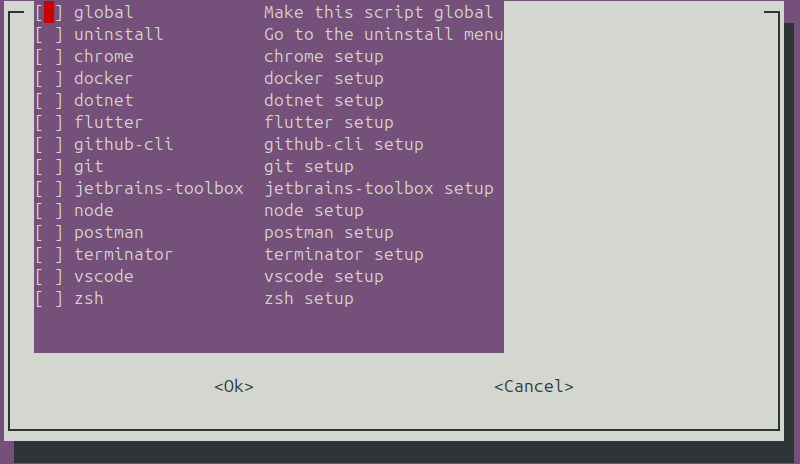 [ ] global Make this script global
[ ] uninstall Go to the uninstall menu
[ ] chrome chrome setup
[ ] docker docker setup
[ ] dotnet dotnet setup
[ ] flutter flutter setup
[ ] github-cli github-cli setup
[ ] git git setup
[ ] jetbrains-toolbox jetbrains-toolbox setup
[ ] node node setup
[ ] postman postman setup
[ ] terminator terminator setup
[ ] vscode vscode setup
[ ] zsh zsh setup
<Ok> <Cancel>